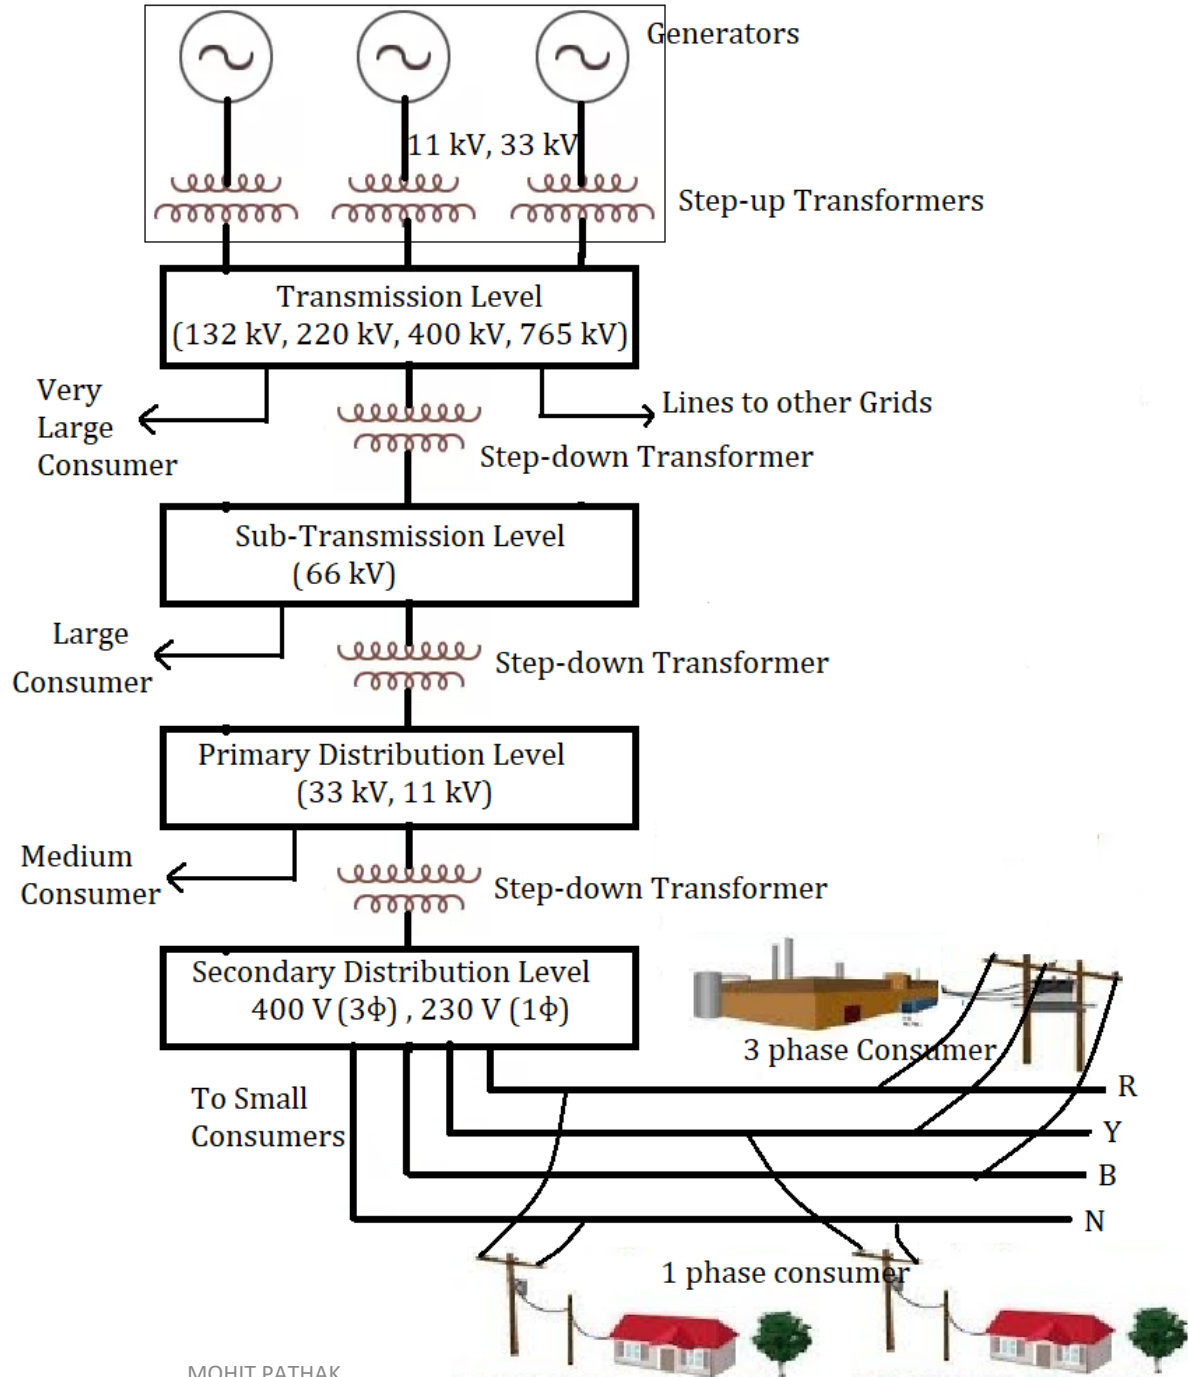 Generators
11 kV, 33 kV
Step-up Transformers
Transmission Level
(132 kV, 220 kV, 400 kV, 765 kV)
Very
Large
Consumer
Lines to other Grids
Step-down Transformer
Sub-Transmission Level
(66 kV)
Large
Consumer
Step-down Transformer
Primary Distribution Level
(33 kV, 11 kV)
Medium
Consumer
Step-down Transformer
Secondary Distribution Level
400 V (3ф) , 230 V (1ф)
3 phase Consumer
To Small
Consumers
R
Y
B
N
1 phase consumer
MOHIT PATHAK